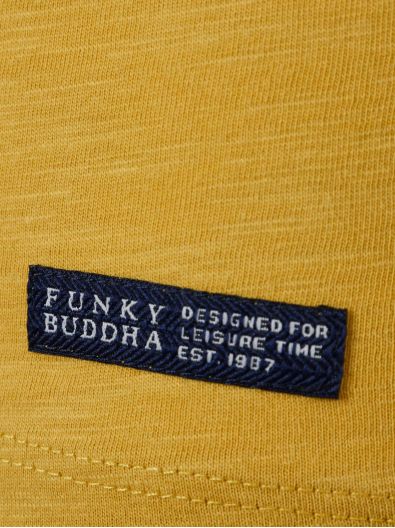 FUNKY
BUDDHA
DESIGNED FOR
LEISURE TIME
EST. 1987